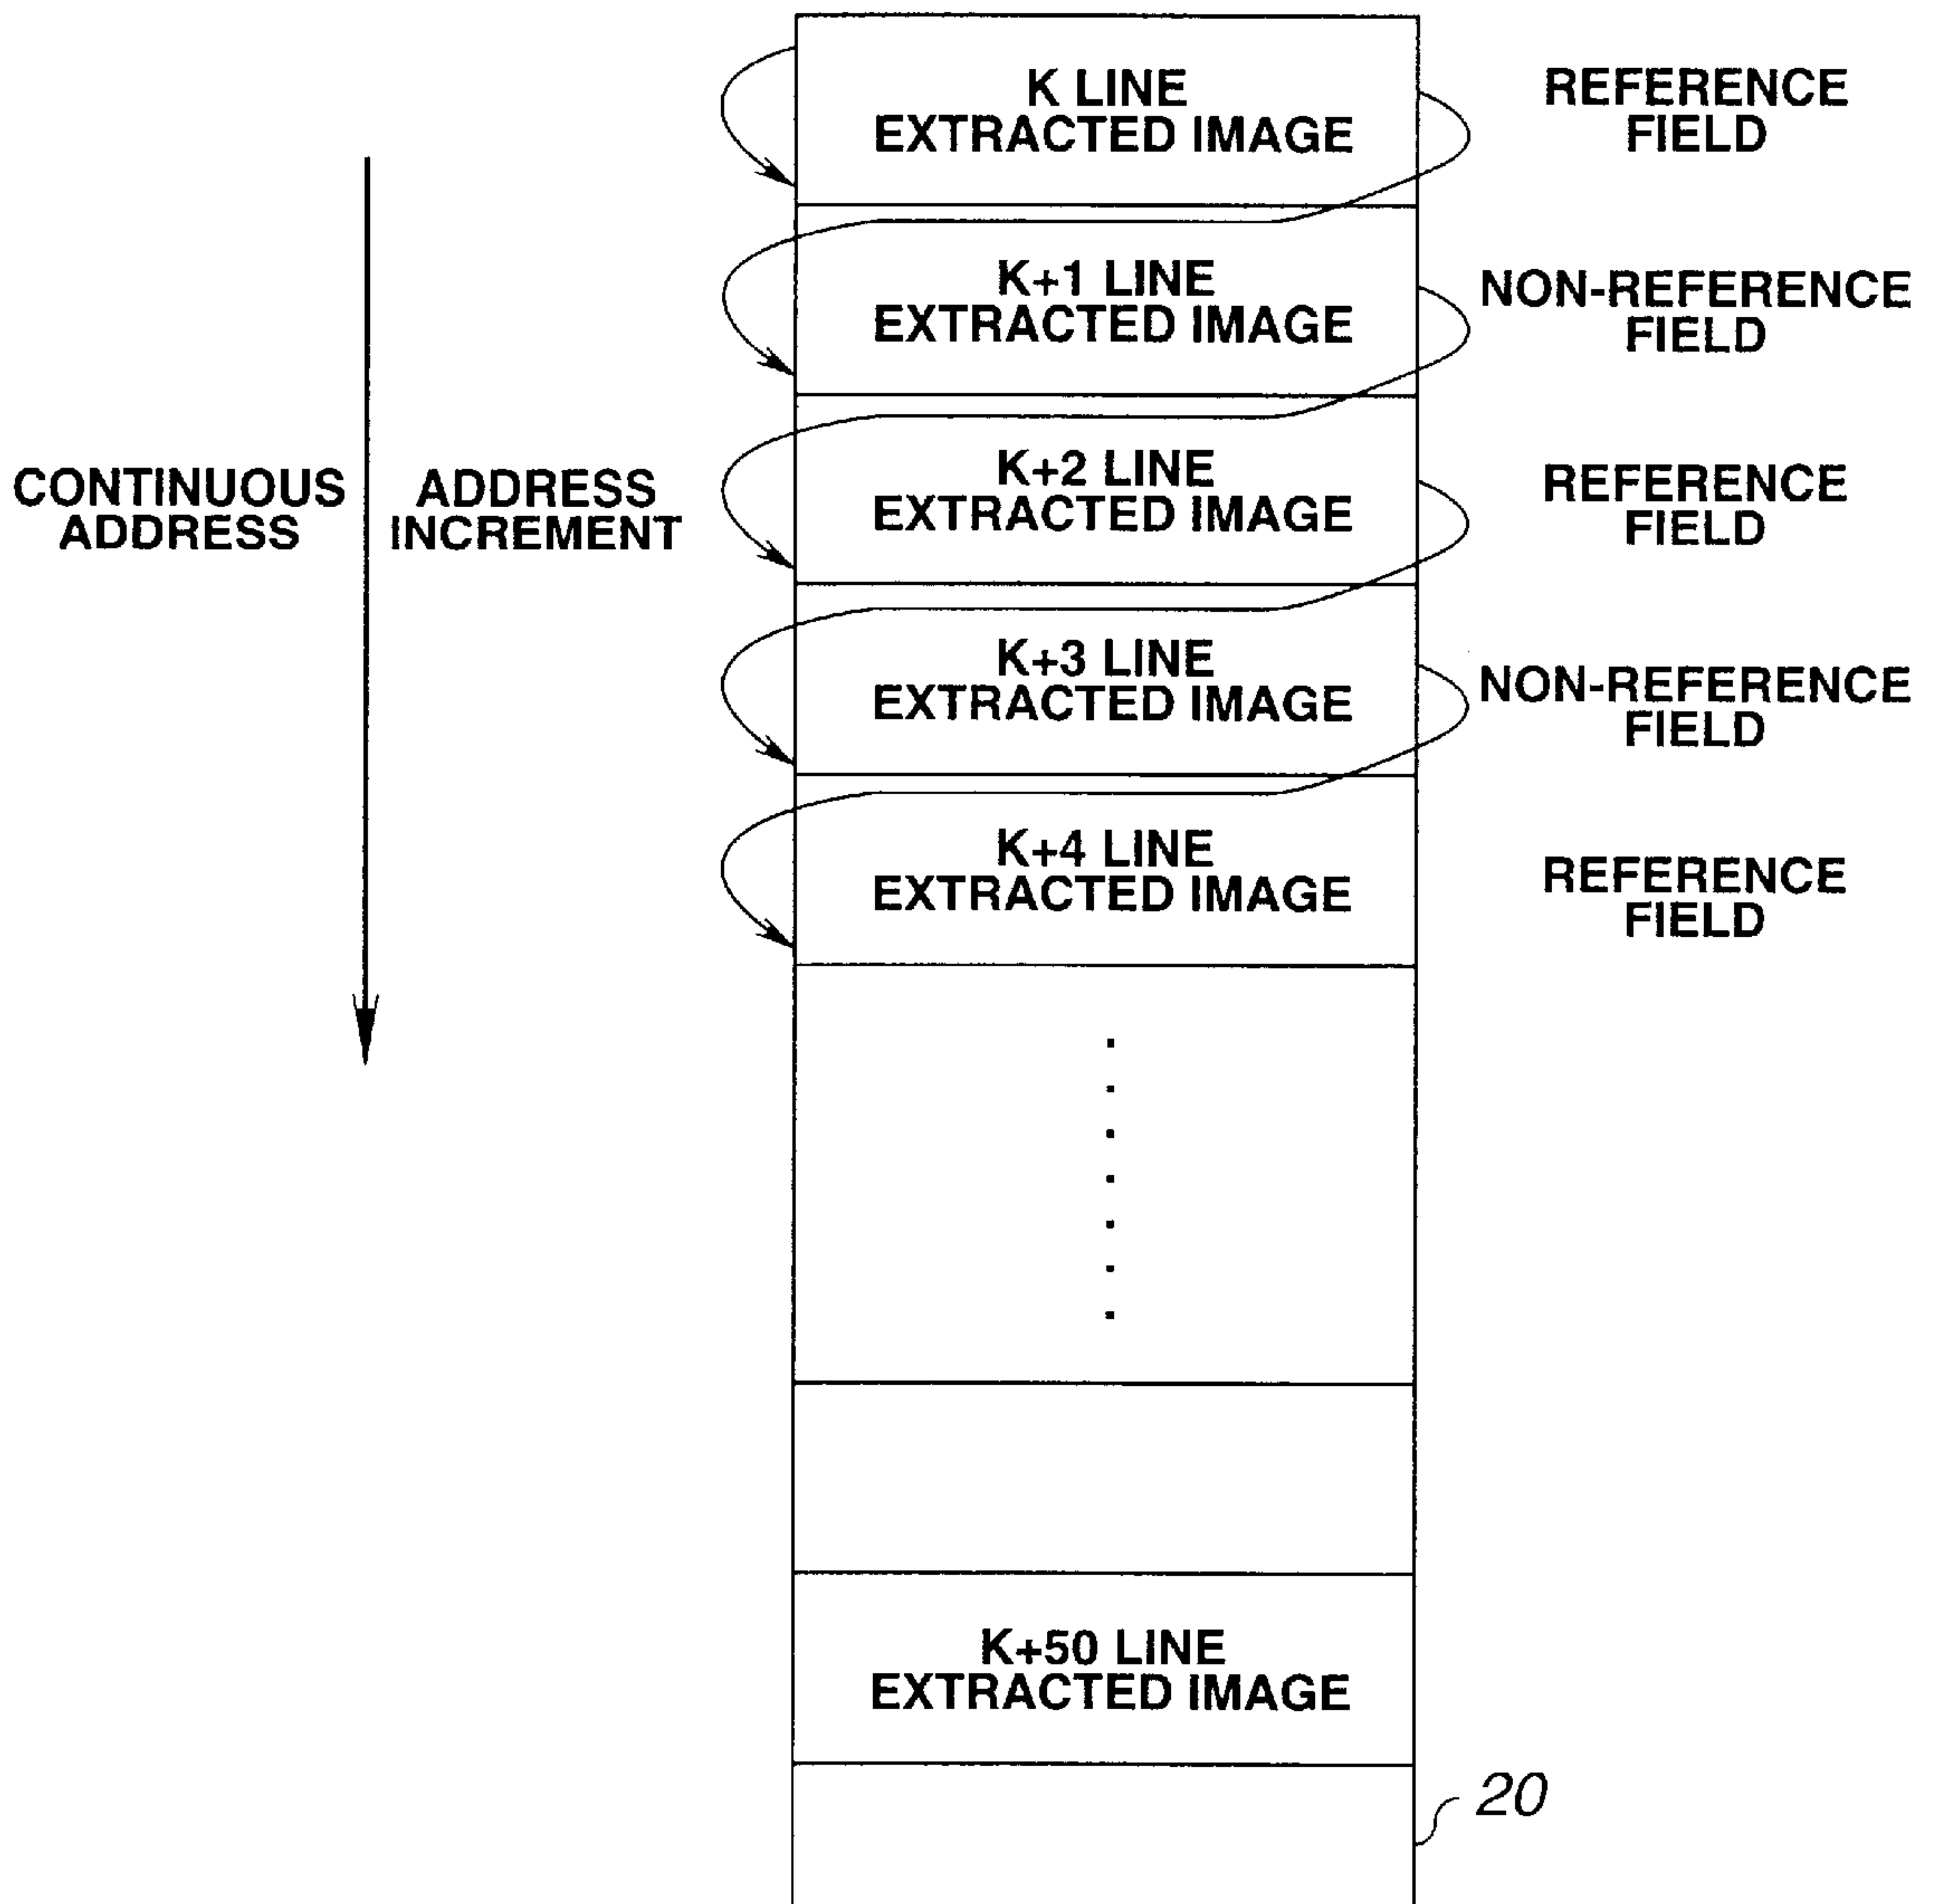 K LINE
EXTRACTED IMAGE
REFERENCE
FIELD
K+1 LINE
EXTRACTED IMAGE
NON-REFERENCE
FIELD
CONTINUOUS
ADDRESS
ADDRESS
INCREMENT
K+2 LINE
EXTRACTED IMAGE
REFERENCE
FIELD
K+3 LINE
EXTRACTED IMAGE
NON-REFERENCE
FIELD
K+4 LINE
EXTRACTED IMAGE
REFERENCE
FIELD
K+50 LINE
EXTRACTED IMAGE
20